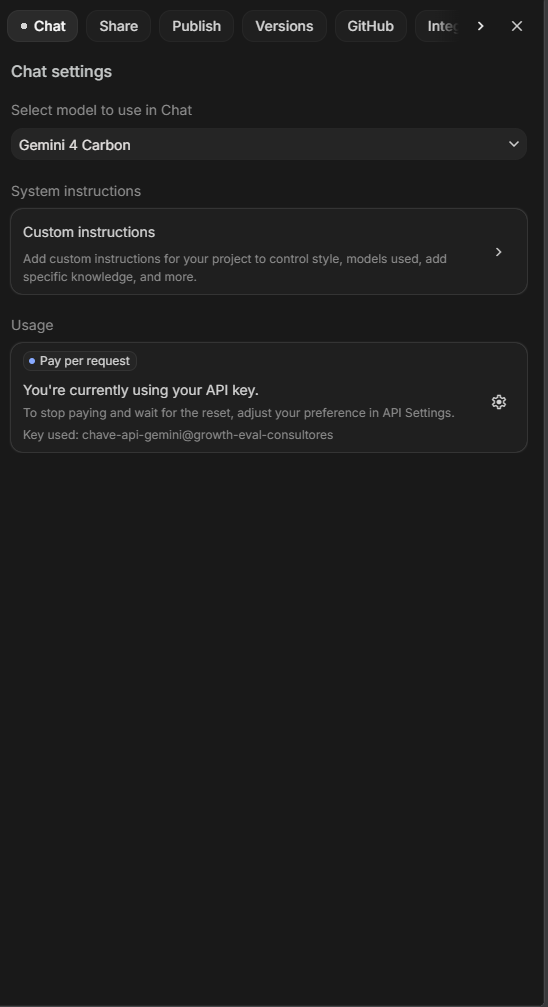 Chat Share Publish Versions GitHub
Chat settings
Select model to use in Chat
Gemini 4 Carbon
System instructions
Custom instructions
Add custom instructions for your project to control style, models used, add
specific knowledge, and more.
Usage
Pay per request
You're currently using your API key.
To stop paying and wait for the reset, adjust your preference in API Settings.
Key used: chave-api-gemini@growth-eval-consultores